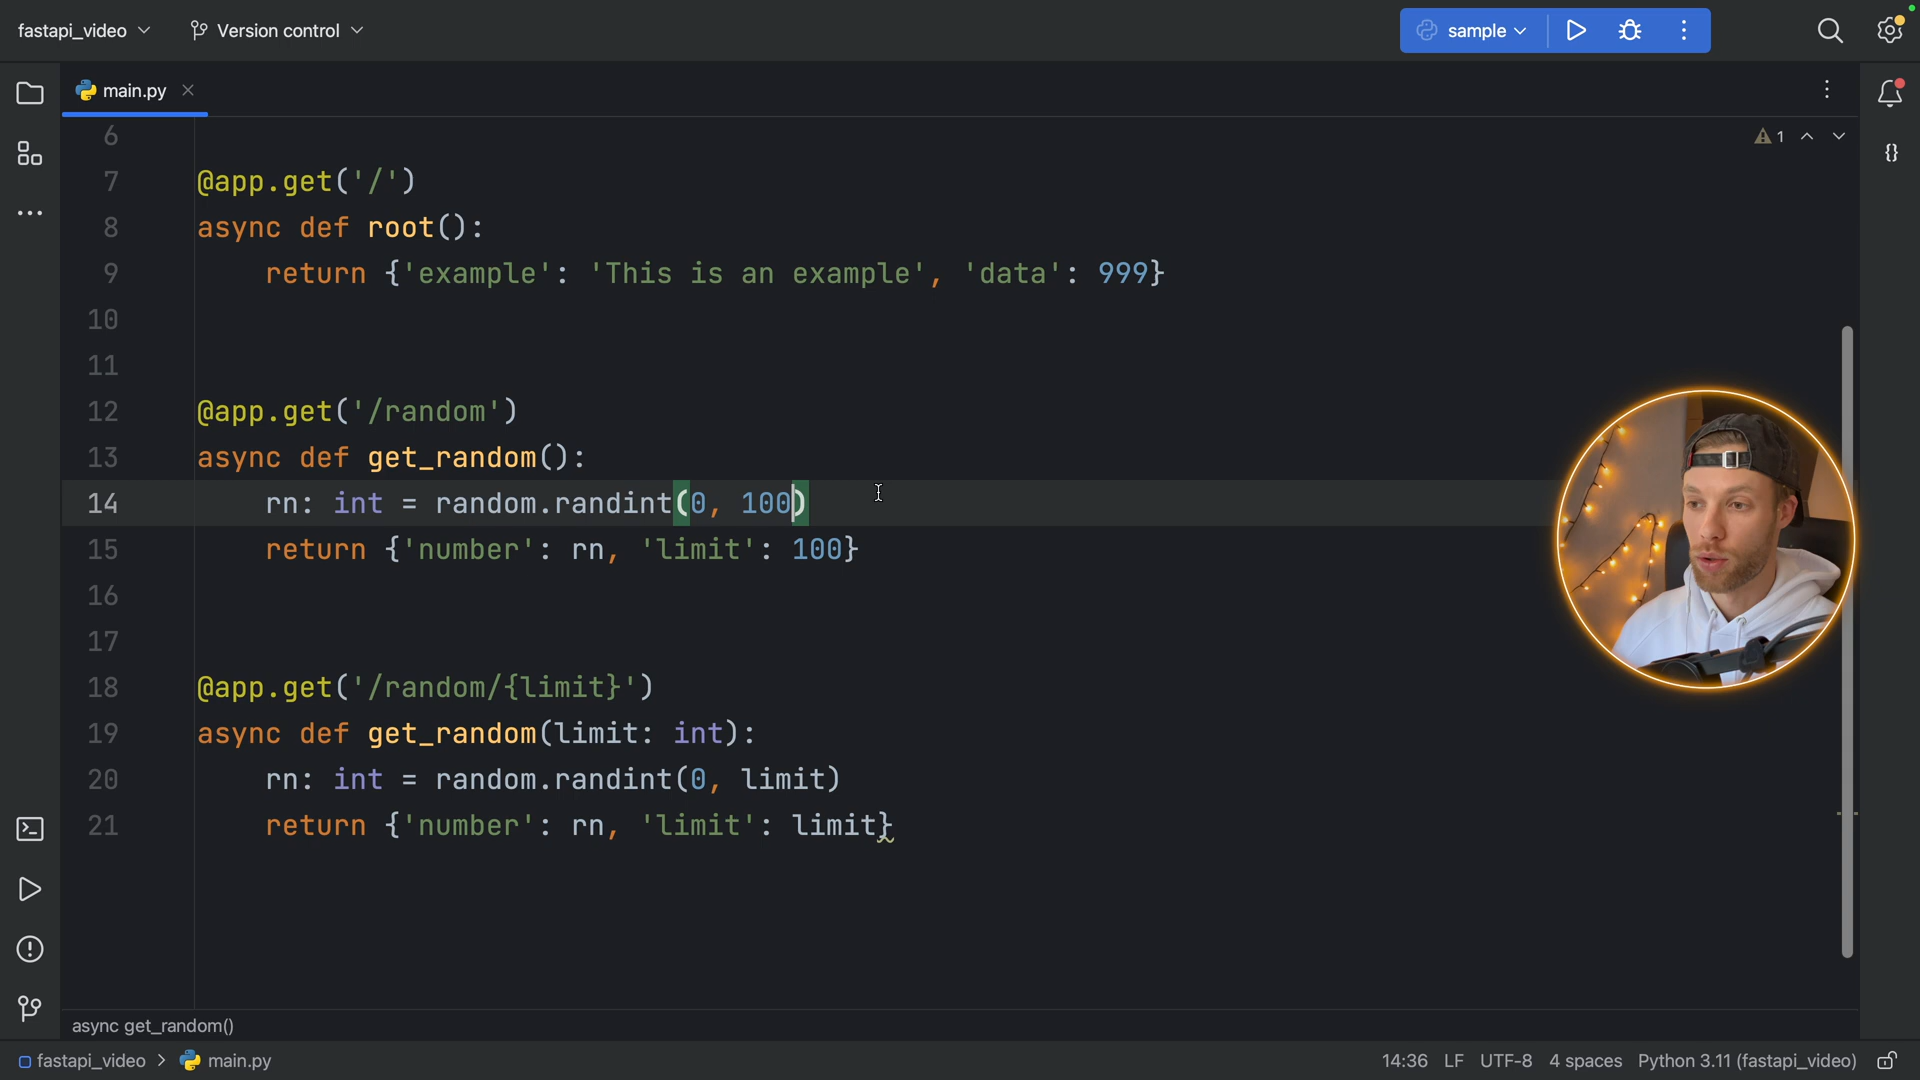 fastapi_video
Version control
sample
main.py
1
6
7 @app.get('/')
8 async def root():
9     return {'example': 'This is an example', 'data': 999}
10
11
12 @app.get('/random')
13 async def get_random():
14     rn: int = random.randint(0, 100)
15     return {'number': rn, 'limit': 100}
16
17
18 @app.get('/random/{limit}')
19 async def get_random(limit: int):
20     rn: int = random.randint(0, limit)
21     return {'number': rn, 'limit': limit}
async get_random()
fastapi_video > main.py
14:36 LF UTF-8 4 spaces Python 3.11 (fastapi_video)